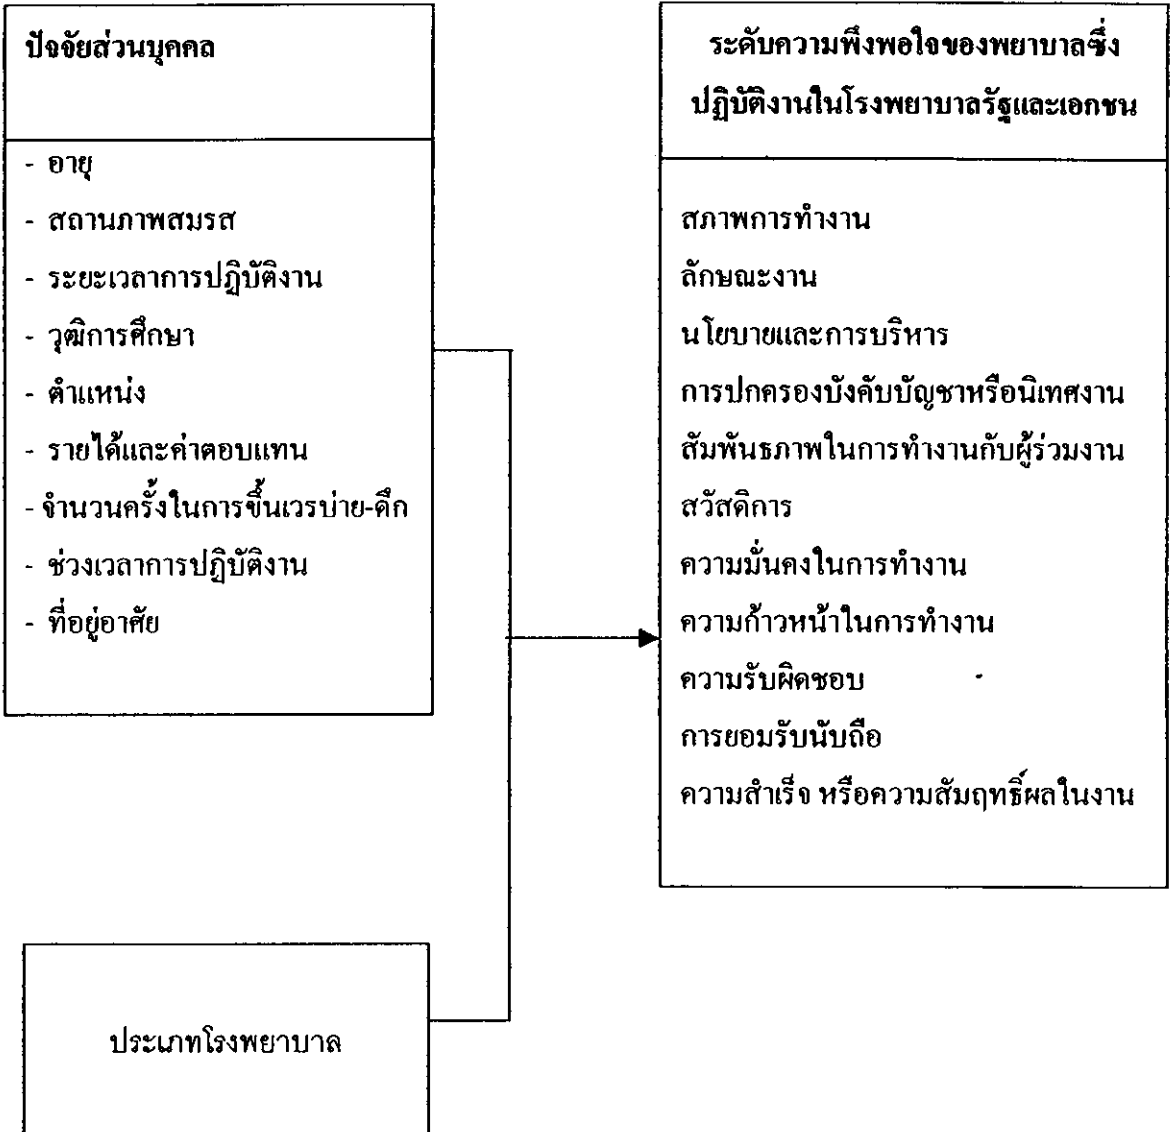 ปัจจัยส่วนบุคคล
- อายุ
- สถานภาพสมรส
- ระยะเวลาการปฏิบัติงาน
- วุฒิการศึกษา
- ตำแหน่ง
- รายได้และค่าตอบแทน
- จำนวนครั้งในการขึ้นเวรบ่าย-ดึก
- ช่วงเวลาการปฏิบัติงาน
- ที่อยู่อาศัย
ประเภทโรงพยาบาล
ระดับความพึงพอใจของพยาบาลซึ่ง
ปฏิบัติงานในโรงพยาบาลรัฐและเอกชน
สภาพการทำงาน
ลักษณะงาน
นโยบายและการบริหาร
การปกครองบังคับบัญชาหรือนิเทศงาน
สัมพันธภาพในการทำงานกับผู้ร่วมงาน
สวัสดิการ
ความมั่นคงในการทำงาน
ความก้าวหน้าในการทำงาน
ความรับผิดชอบ
การยอมรับนับถือ
ความสำเร็จ หรือความสัมฤทธิ์ผลในงาน